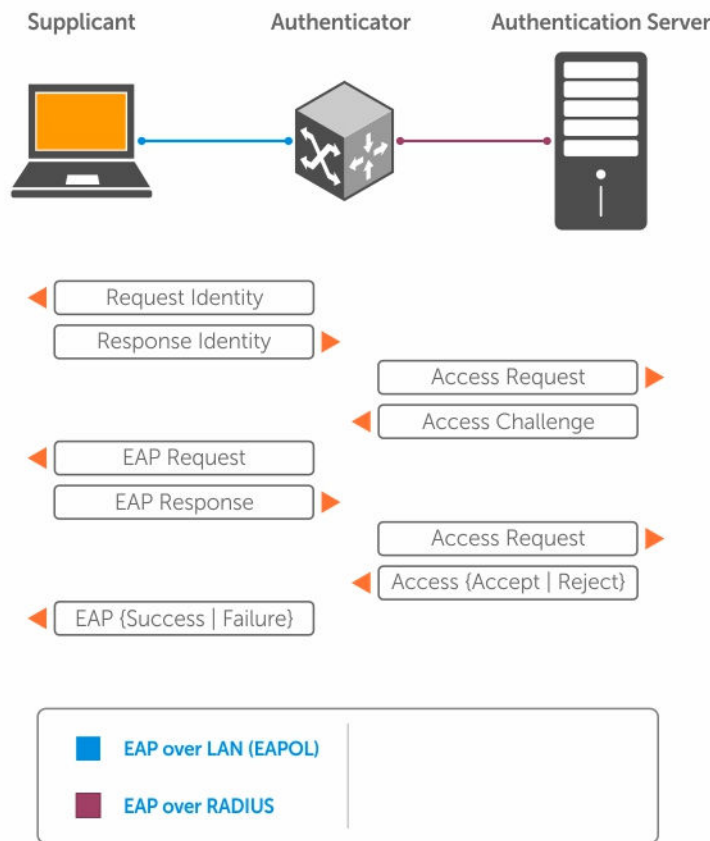 Supplicant
Authenticator
Authentication Server
Request Identity
Response Identity
Access Request
Access Challenge
EAP Request
EAP Response
Access Request
Access {Accept | Reject}
EAP {Success | Failure}
EAP over LAN (EAPOL)
EAP over RADIUS